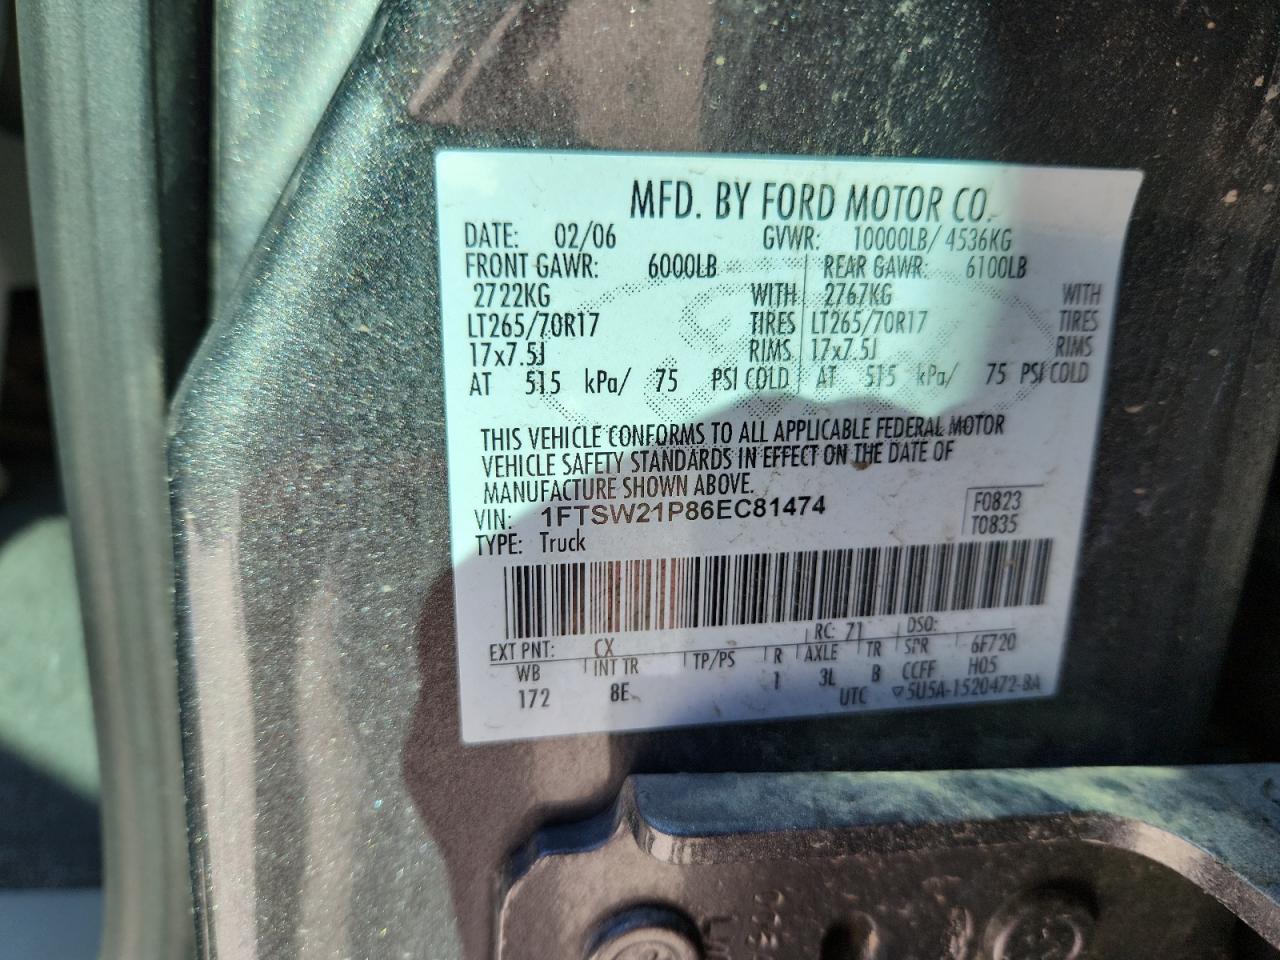 MFD. BY FORD MOTOR CO.
DATE: 02/06 GVWR: 10000LB/ 4536KG
FRONT GAWR: 6000LB REAR GAWR: 6100LB
2722KG WITH 2767KG WITH
LT265/70R17 TIRES LT265/70R17 TIRES
17x7.5J RIMS 17x7.5J RIMS
AT 515 kPa/ 75 PSI COLD AT 515 kPa/ 75 PSI COLD
THIS VEHICLE CONFORMS TO ALL APPLICABLE FEDERAL MOTOR
VEHICLE SAFETY STANDARDS IN EFFECT ON THE DATE OF
MANUFACTURE SHOWN ABOVE.
VIN: 1FTSW21P86EC81474 F0823
TYPE: Truck T0835
EXT PNT: CX RC: 71 DSO:
WB INT TR TP/PS R AXLE TR SPR 6F720
172 8E 1 3L B CCFF H05
UTC ▽5U5A-1520472-BA